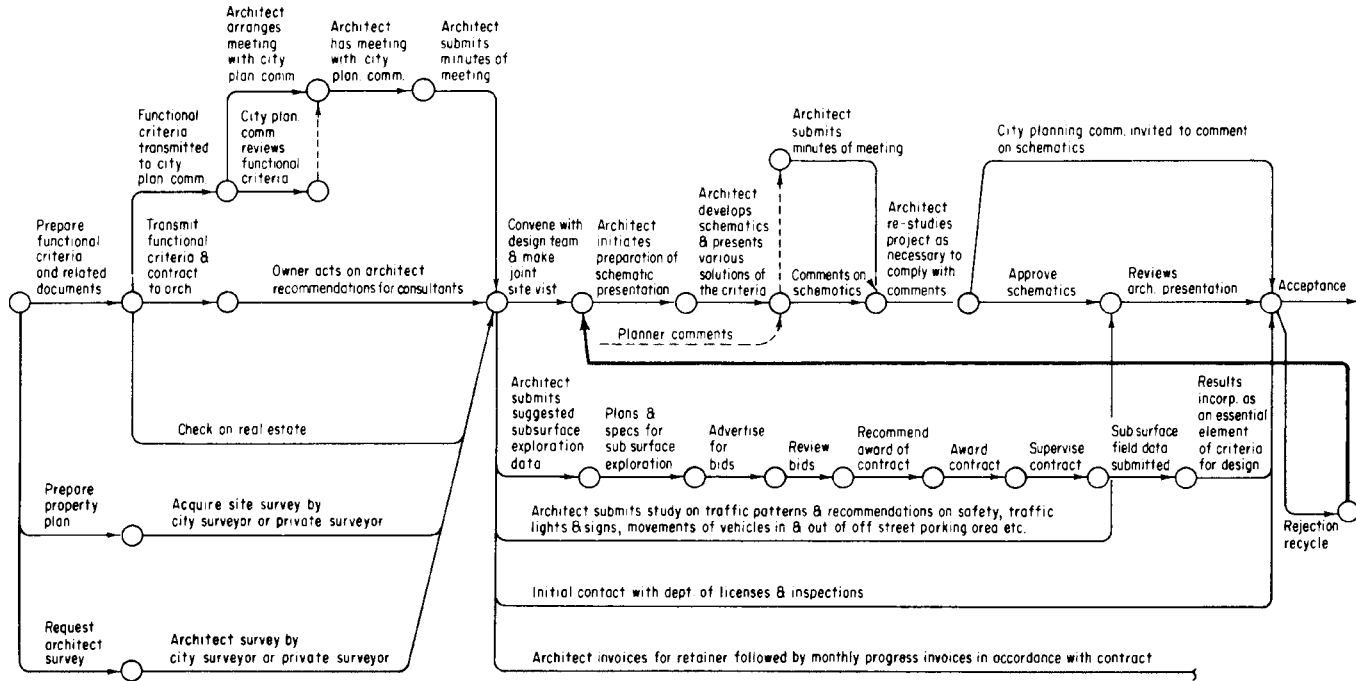 Architect
arranges
meeting
with city
plan comm
Architect
has meeting
with city
plan. comm.
Architect
submits
minutes of
meeting
Functional
criteria
transmitted
to city
plan comm.
City plan.
comm
reviews
functional
criteria
Architect
submits
minutes of meeting
City planning comm. invited to comment
on schematics
Prepare
functional
criteria
and related
documents
Transmit
functional
criteria &
contract
to arch
Owner acts on architect
recommendations for consultants
Convene with
design team
& make
joint
site vist
Architect
initiates
preparation of
schematic
presentation
Architect
develops
schematics
& presents
various
solutions of
the criteria
Comments on
schmotics
Architect
re-studies
project as
necessary to
comply with
comments
Approve
schematics
Reviews
arch. presentation
Acceptance
Planner comments
Check on real estate
Architect
submits
suggested
subsurface
exploration
data
Plans &
specs for
sub surface
exploration
Advertise
for
bids
Review
bids
Recommend
award of
contract
Award
contract
Supervise
contract
Sub surface
field data
submitted
Results
incorp. as
an essential
element
of criteria
for design
Rejection
recycle
Prepare
property
plan
Acquire site survey by
city surveyor or private surveyor
Architect submits study on traffic patterns & recommendations on safety, traffic
lights & signs, movements of vehicles in & out of off street porking area etc.
Initial contact with dept. of licenses & inspections
Request
architect
survey
Architect survey by
city surveyor or private surveyor
Architect invoices for retainer followed by monthly progress invoices in accordance with contract